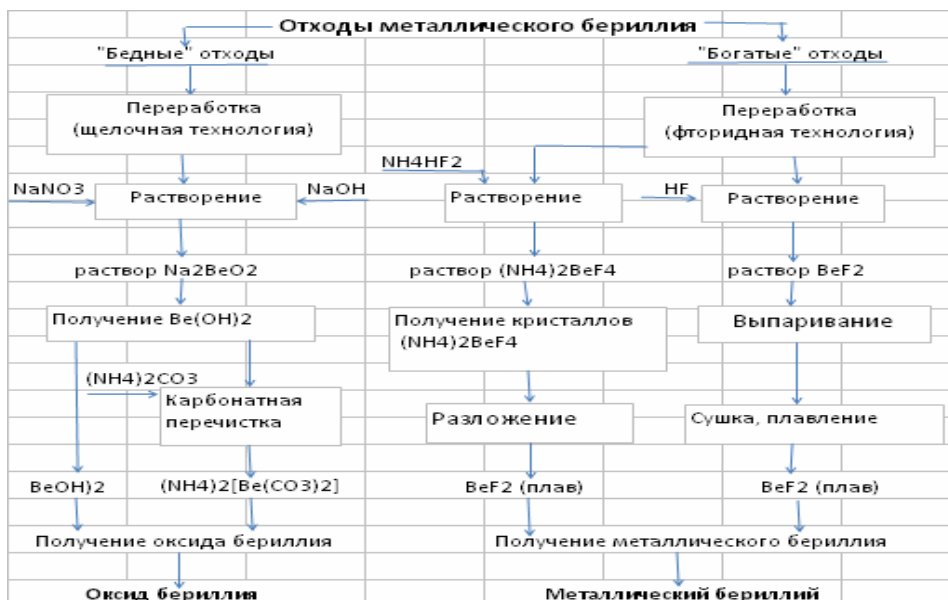 Отходы металлического бериллия
"Бедные" отходы
"Богатые" отходы
Переработка
(щелочная технология)
Переработка
(фторидная технология)
NH4HF2
NaNO3
Растворение
NaOH
Растворение
HF
Растворение
раствор Na2BeO2
раствор (NH4)2BeF4
раствор BeF2
Получение Be(OH)2
Получение кристаллов
(NH4)2BeF4
Выпаривание
(NH4)2CO3
Карбонатная
перечистка
Разложение
Сушка, плавление
BeOH)2
(NH4)2[Be(CO3)2]
BeF2 (плав)
BeF2 (плав)
Получение оксида бериллия
Получение металлического бериллия
Оксид бериллия
Металлический бериллий